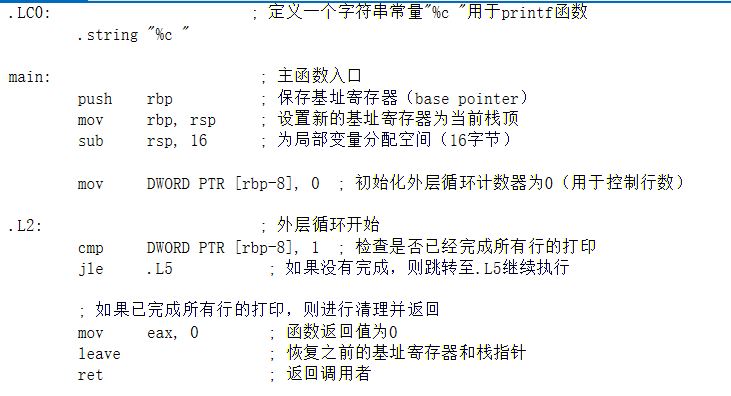 .LC0:                    ; 定义一个字符串常量"%c "用于printf函数
        .string "%c "
main:                     ; 主函数入口
        push    rbp       ; 保存基址寄存器（base pointer）
        mov     rbp, rsp  ; 设置新的基址寄存器为当前栈顶
        sub     rsp, 16   ; 为局部变量分配空间（16字节）
        mov     DWORD PTR [rbp-8], 0  ; 初始化外层循环计数器为0（用于控制行数）
.L2:                      ; 外层循环开始
        cmp     DWORD PTR [rbp-8], 1  ; 检查是否已经完成所有行的打印
        jle     .L5        ; 如果没有完成，则跳转至.L5继续执行
        ; 如果已完成所有行的打印，则进行清理并返回
        mov     eax, 0     ; 函数返回值为0
        leave              ; 恢复之前的基址寄存器和栈指针
        ret                ; 返回调用者